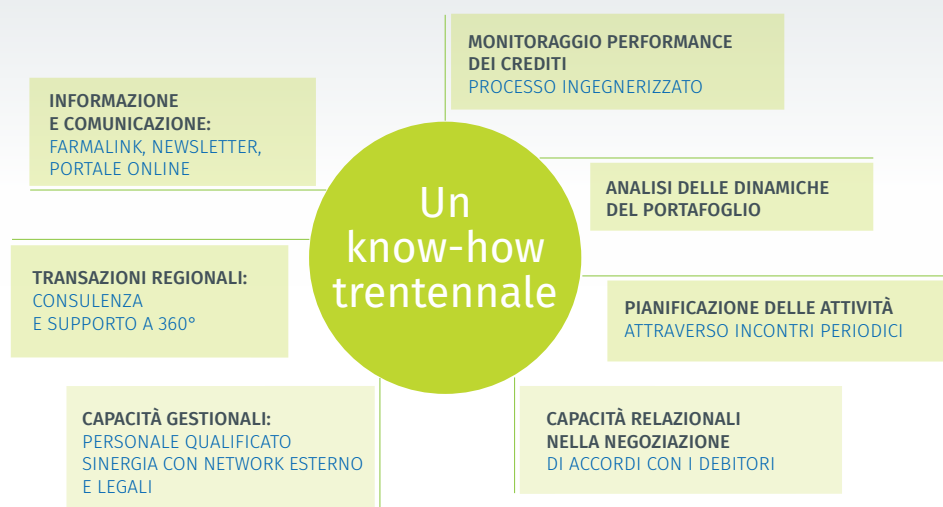 MONITORAGGIO PERFORMANCE
DEI CREDITI
PROCESSO INGEGNERIZZATO
INFORMAZIONE
E COMUNICAZIONE:
FARMALINK, NEWSLETTER,
PORTALE ONLINE
ANALISI DELLE DINAMICHE
DEL PORTAFOGLIO
Un
know-how
trentennale
TRANSAZIONI REGIONALI:
CONSULENZA
E SUPPORTO A 360°
PIANIFICAZIONE DELLE ATTIVITÀ
ATTRAVERSO INCONTRI PERIODICI
CAPACITÀ GESTIONALI:
PERSONALE QUALIFICATO
SINERGIA CON NETWORK ESTERNO
E LEGALI
CAPACITÀ RELAZIONALI
NELLA NEGOZIAZIONE
DI ACCORDI CON I DEBITORI